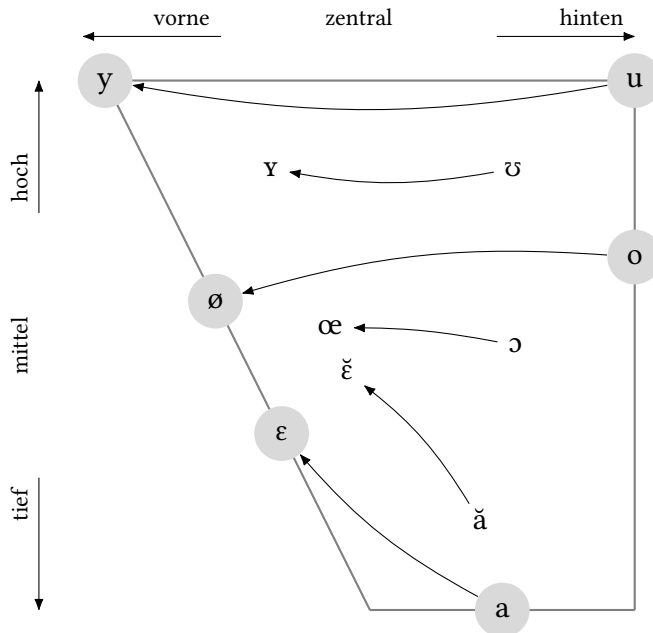 vorne zentral hinten
y u
hoch
ʏ ʊ
o
ø
mittel
œ ɔ
ɛ̆
ɛ
tief
ă
a